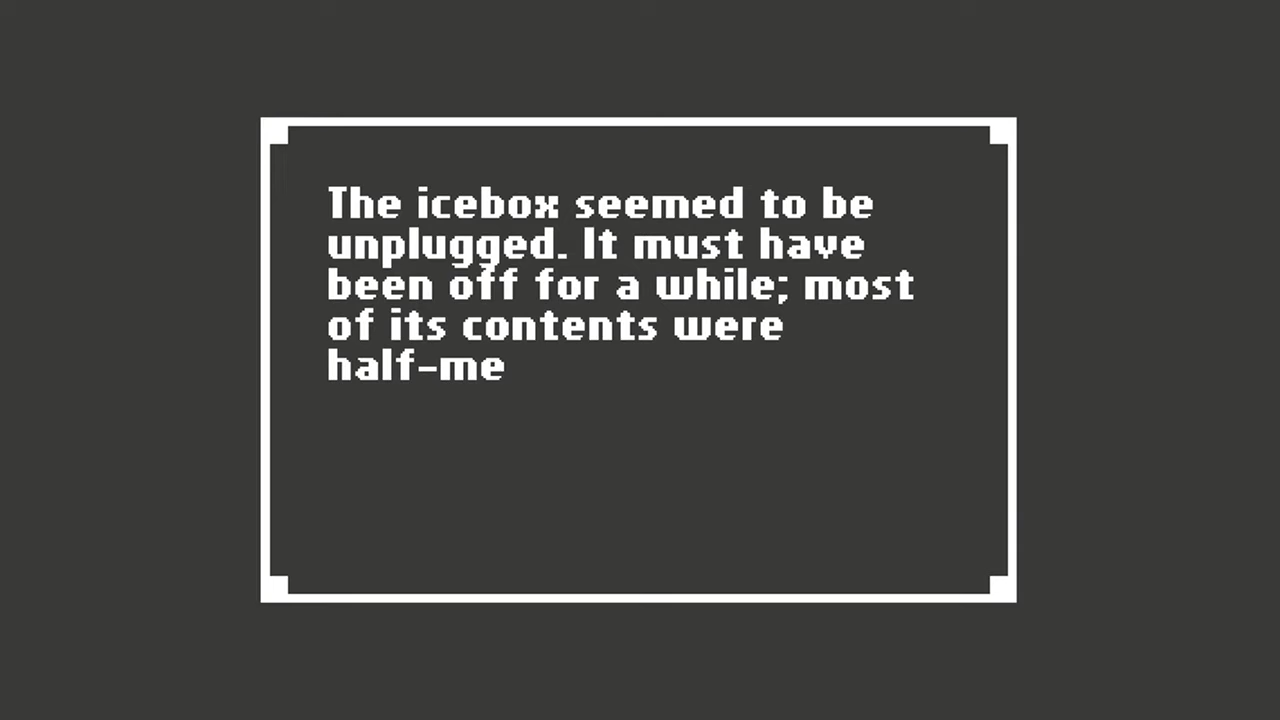 The icebox seemed to be
unplugged. It must have
been off for a while; most
of its contents were
half-me